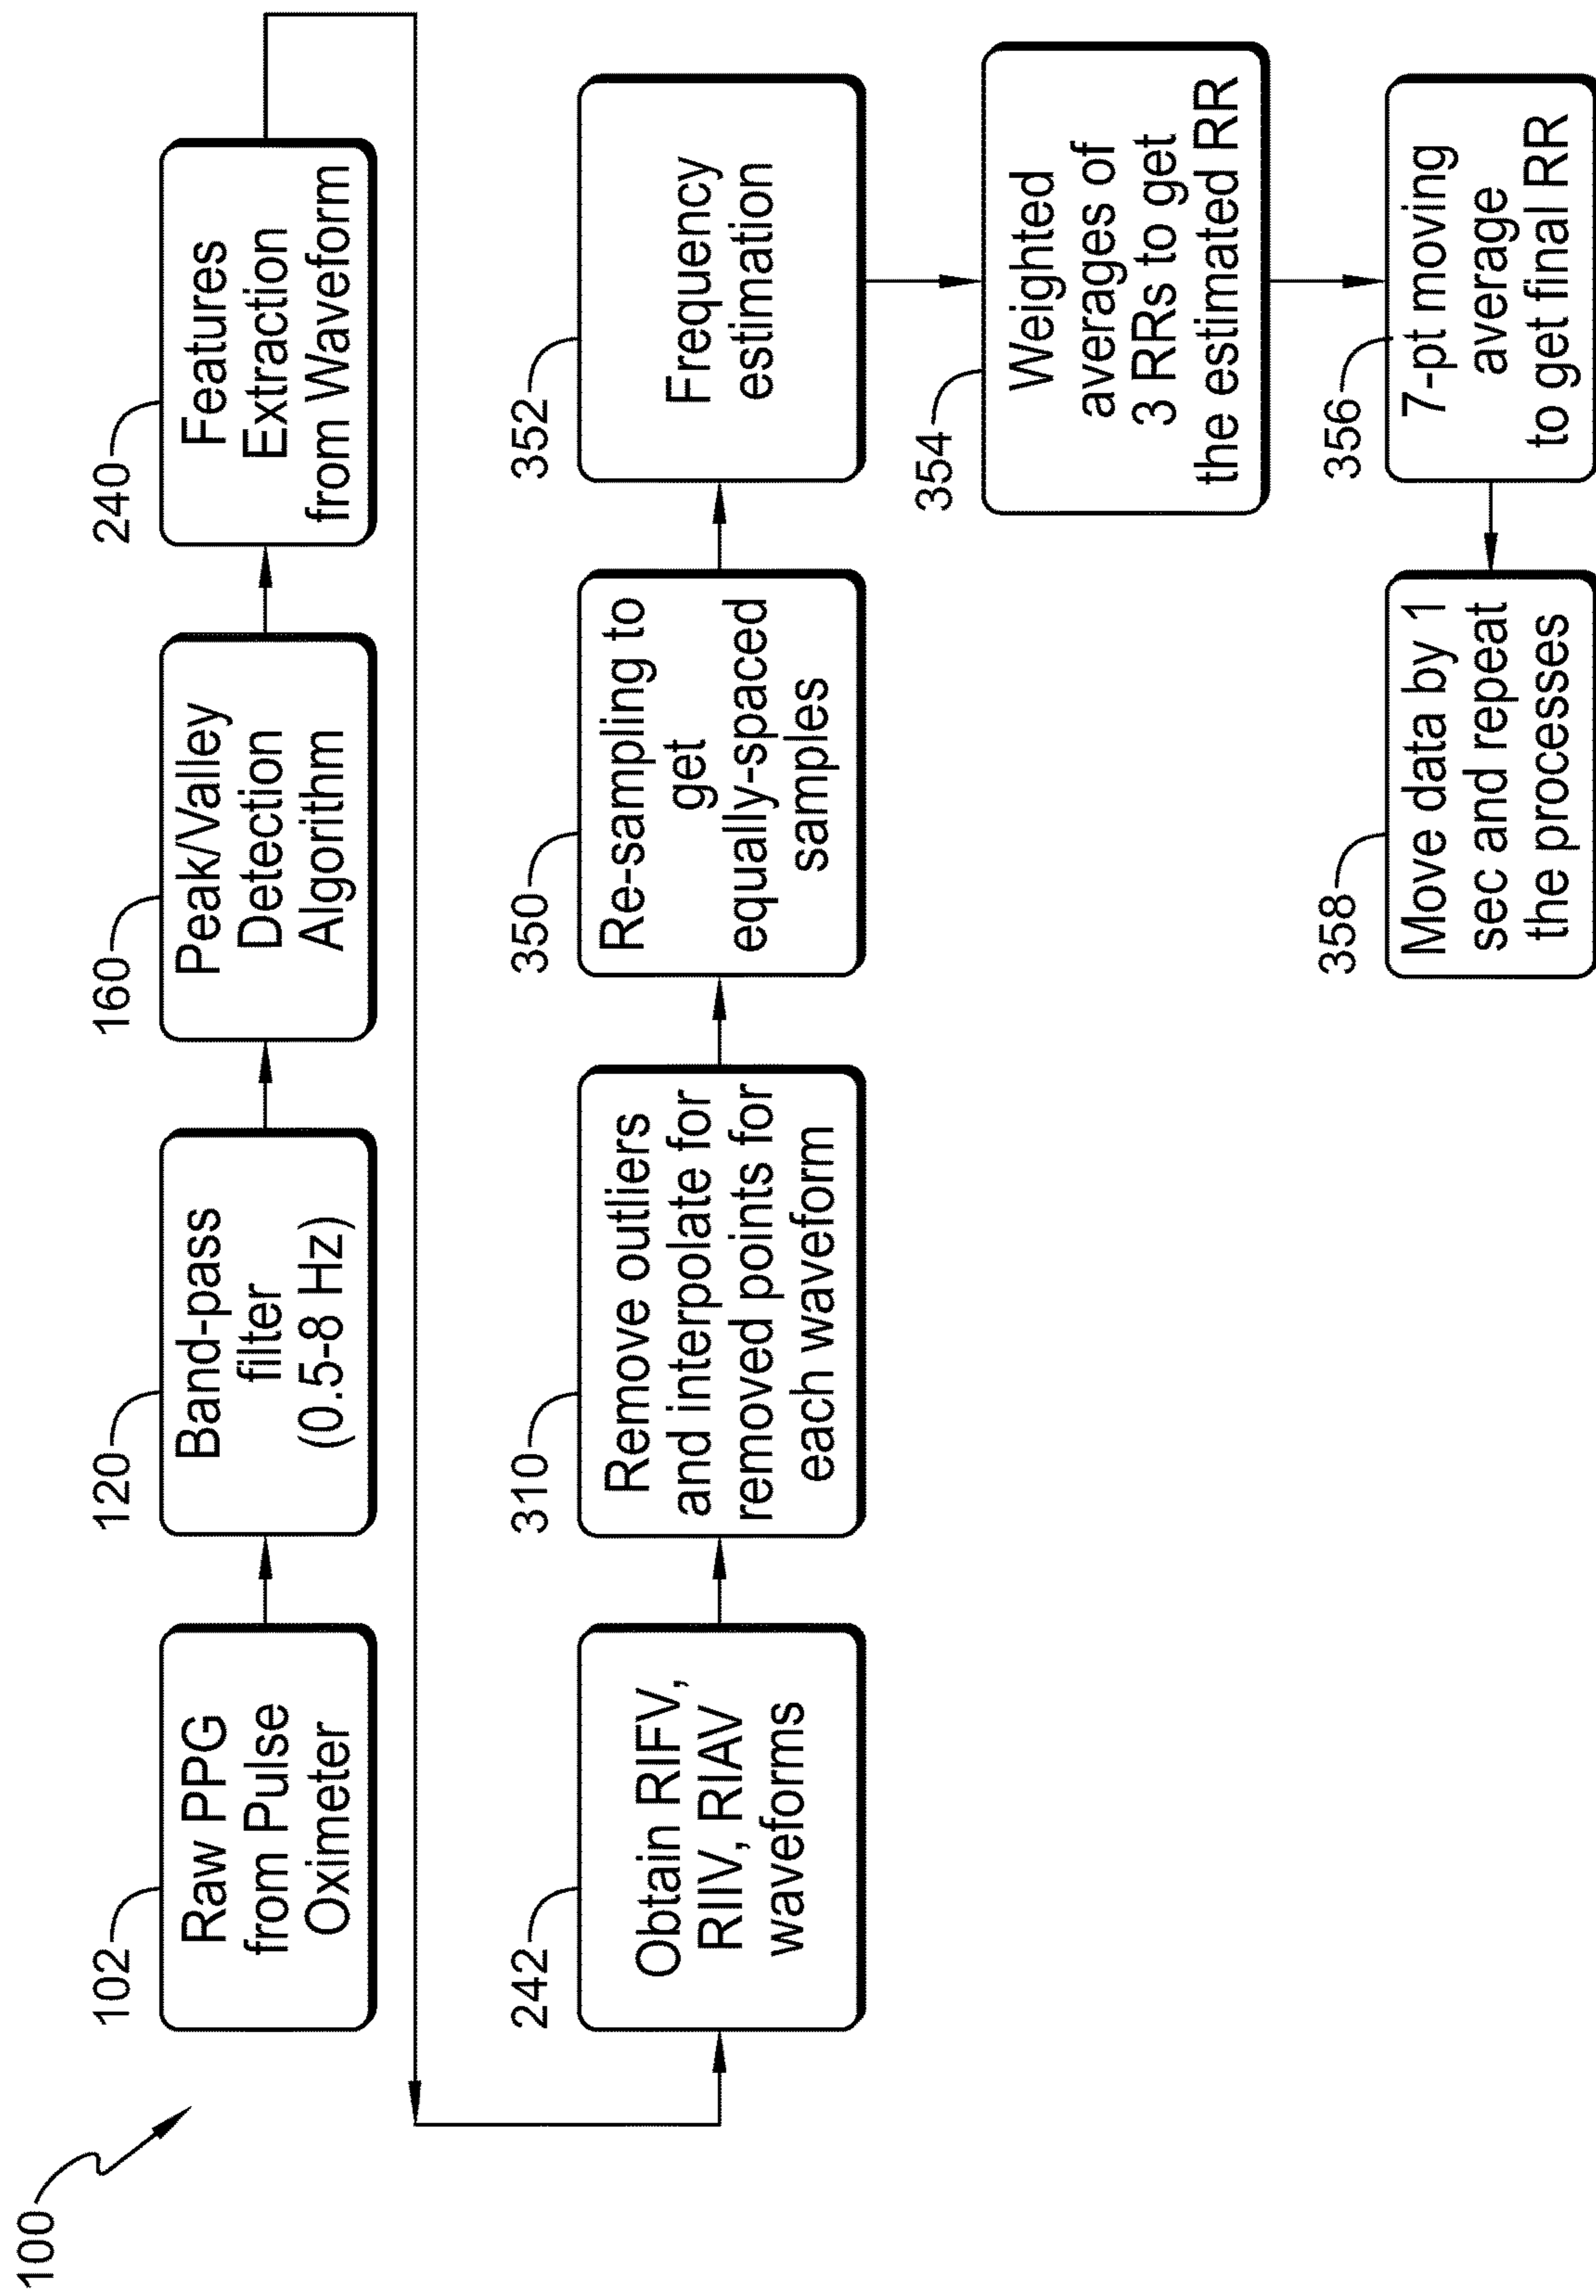 100
102
Raw PPG
from Pulse
Oximeter
120
Band-pass
filter
(0.5-8 Hz)
160
Peak/Valley
Detection
Algorithm
240
Features
Extraction
from Waveform
242
Obtain RIFV,
RIIV, RIAV
waveforms
310
Remove outliers
and interpolate for
removed points for
each waveform
350
Re-sampling to
get
equally-spaced
samples
352
Frequency
estimation
354
Weighted
averages of
3 RRs to get
the estimated RR
356
7-pt moving
average
to get final RR
358
Move data by 1
sec and repeat
the processes